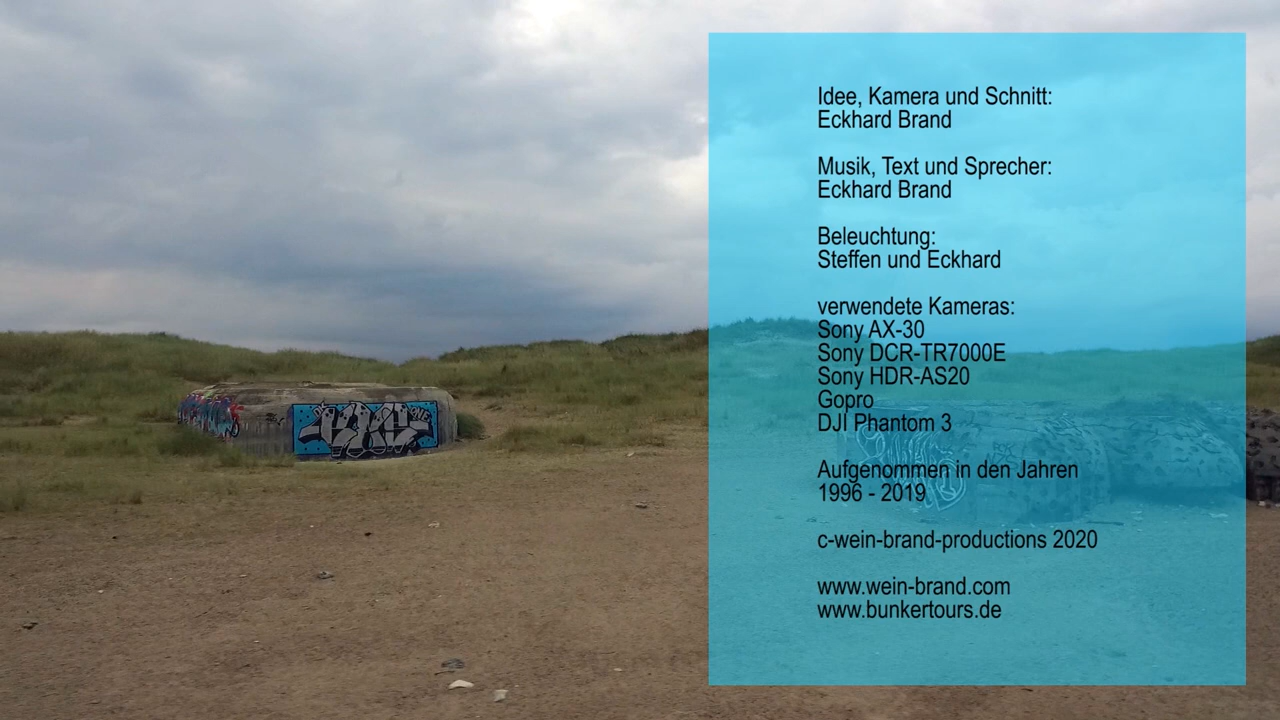 Idee, Kamera und Schnitt:
Eckhard Brand
Musik, Text und Sprecher:
Eckhard Brand
Beleuchtung:
Steffen und Eckhard
verwendete Kameras:
Sony AX-30
Sony DCR-TR7000E
Sony HDR-AS20
Gopro
DJI Phantom 3
Aufgenommen in den Jahren
1996 - 2019
c-wein-brand-productions 2020
www.wein-brand.com
www.bunkertours.de